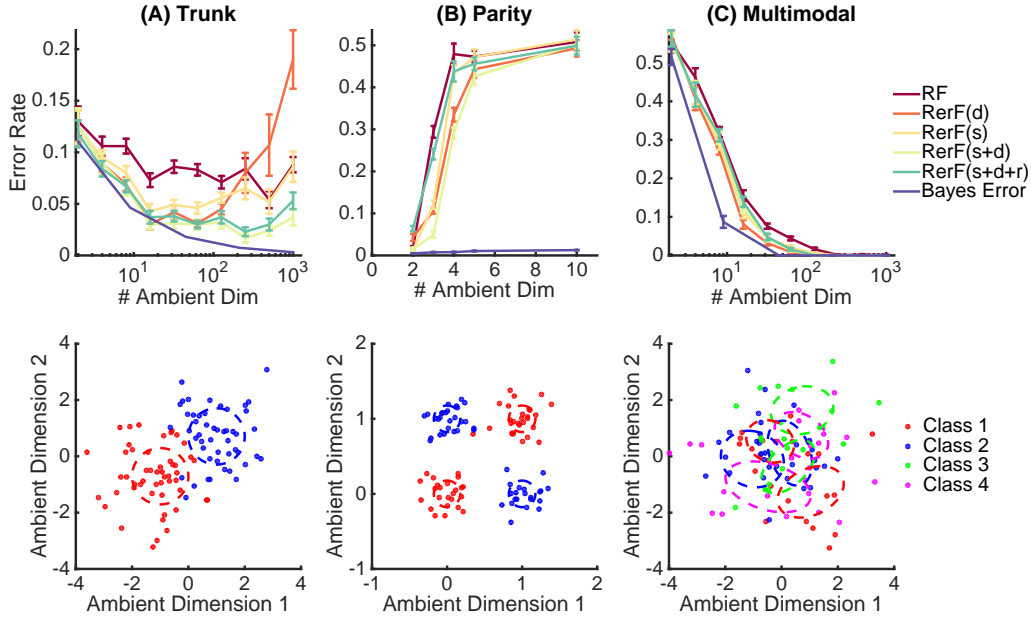 (A) Trunk
(B) Parity
(C) Multimodal
Error Rate
0.2
0.15
0.1
0.05
0
10^1
10^2
10^3
# Ambient Dim
0.5
0.4
0.3
0.2
0.1
0
0
2
4
6
8
10
# Ambient Dim
0.5
0.4
0.3
0.2
0.1
0
10^1
10^2
10^3
# Ambient Dim
RF
RerF(d)
RerF(s)
RerF(s+d)
RerF(s+d+r)
Bayes Error
Ambient Dimension 2
4
2
0
-2
-4
-4
-2
0
2
4
Ambient Dimension 1
Ambient Dimension 2
2
1
0
-1
-1
0
1
2
Ambient Dimension 1
Ambient Dimension 2
4
2
0
-2
-4
-4
-2
0
2
4
Ambient Dimension 1
Class 1
Class 2
Class 3
Class 4